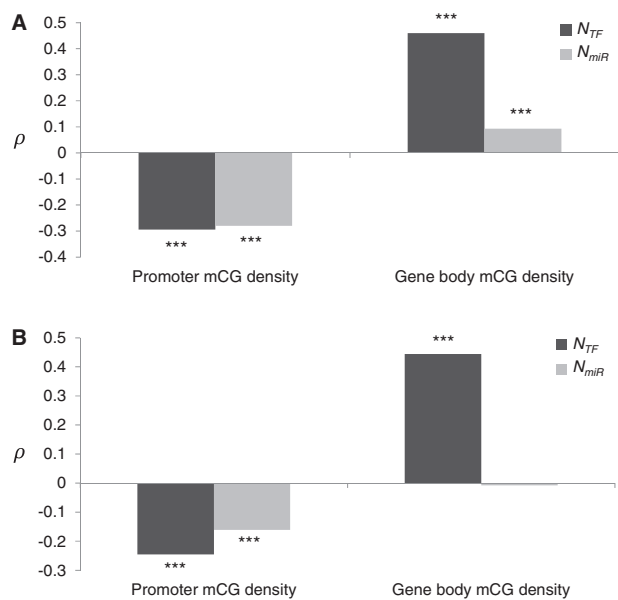 A
0.5
0.4
0.3
0.2
0.1
0
-0.1
-0.2
-0.3
-0.4
ρ
***
***
***
***
N_TF
N_miR
Promoter mCG density
Gene body mCG density
B
0.5
0.4
0.3
0.2
0.1
0
-0.1
-0.2
-0.3
ρ
***
***
***
N_TF
N_miR
Promoter mCG density
Gene body mCG density